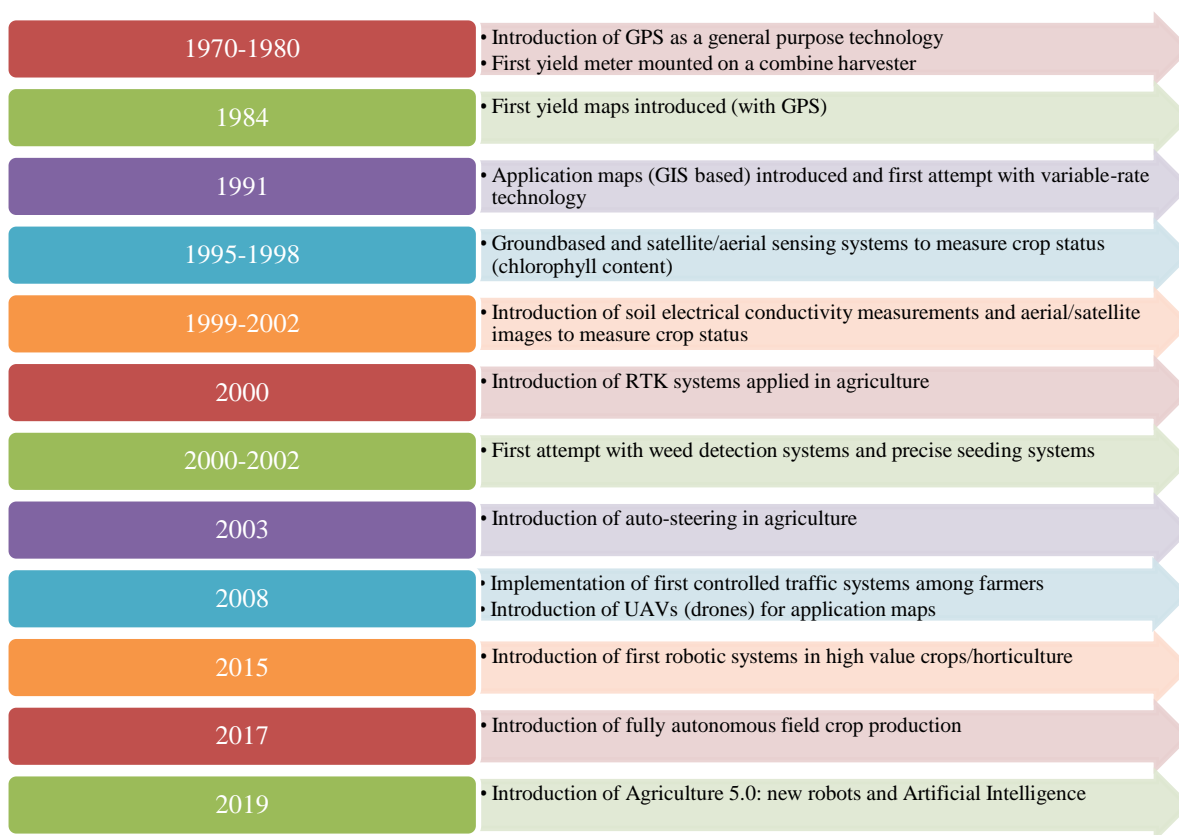 1970-1980
• Introduction of GPS as a general purpose technology
• First yield meter mounted on a combine harvester
1984
• First yield maps introduced (with GPS)
1991
• Application maps (GIS based) introduced and first attempt with variable-rate
technology
1995-1998
• Groundbased and satellite/aerial sensing systems to measure crop status
(chlorophyll content)
1999-2002
• Introduction of soil electrical conductivity measurements and aerial/satellite
images to measure crop status
2000
• Introduction of RTK systems applied in agriculture
2000-2002
• First attempt with weed detection systems and precise seeding systems
2003
• Introduction of auto-steering in agriculture
2008
• Implementation of first controlled traffic systems among farmers
• Introduction of UAVs (drones) for application maps
2015
• Introduction of first robotic systems in high value crops/horticulture
2017
• Introduction of fully autonomous field crop production
2019
• Introduction of Agriculture 5.0: new robots and Artificial Intelligence